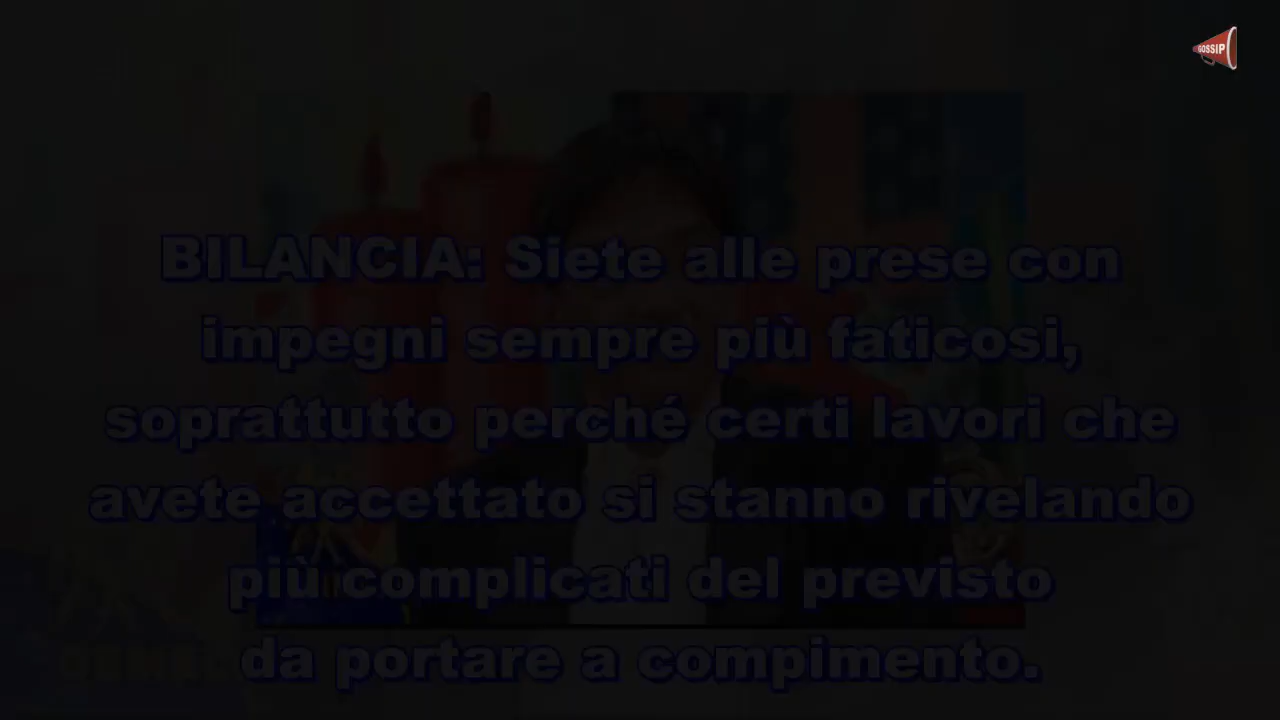 GOSSIP
BILANCIA: Siete alle prese con
impegni sempre più faticosi,
soprattutto perché certi lavori che
avete accettato si stanno rivelando
più complicati del previsto
da portare a compimento.